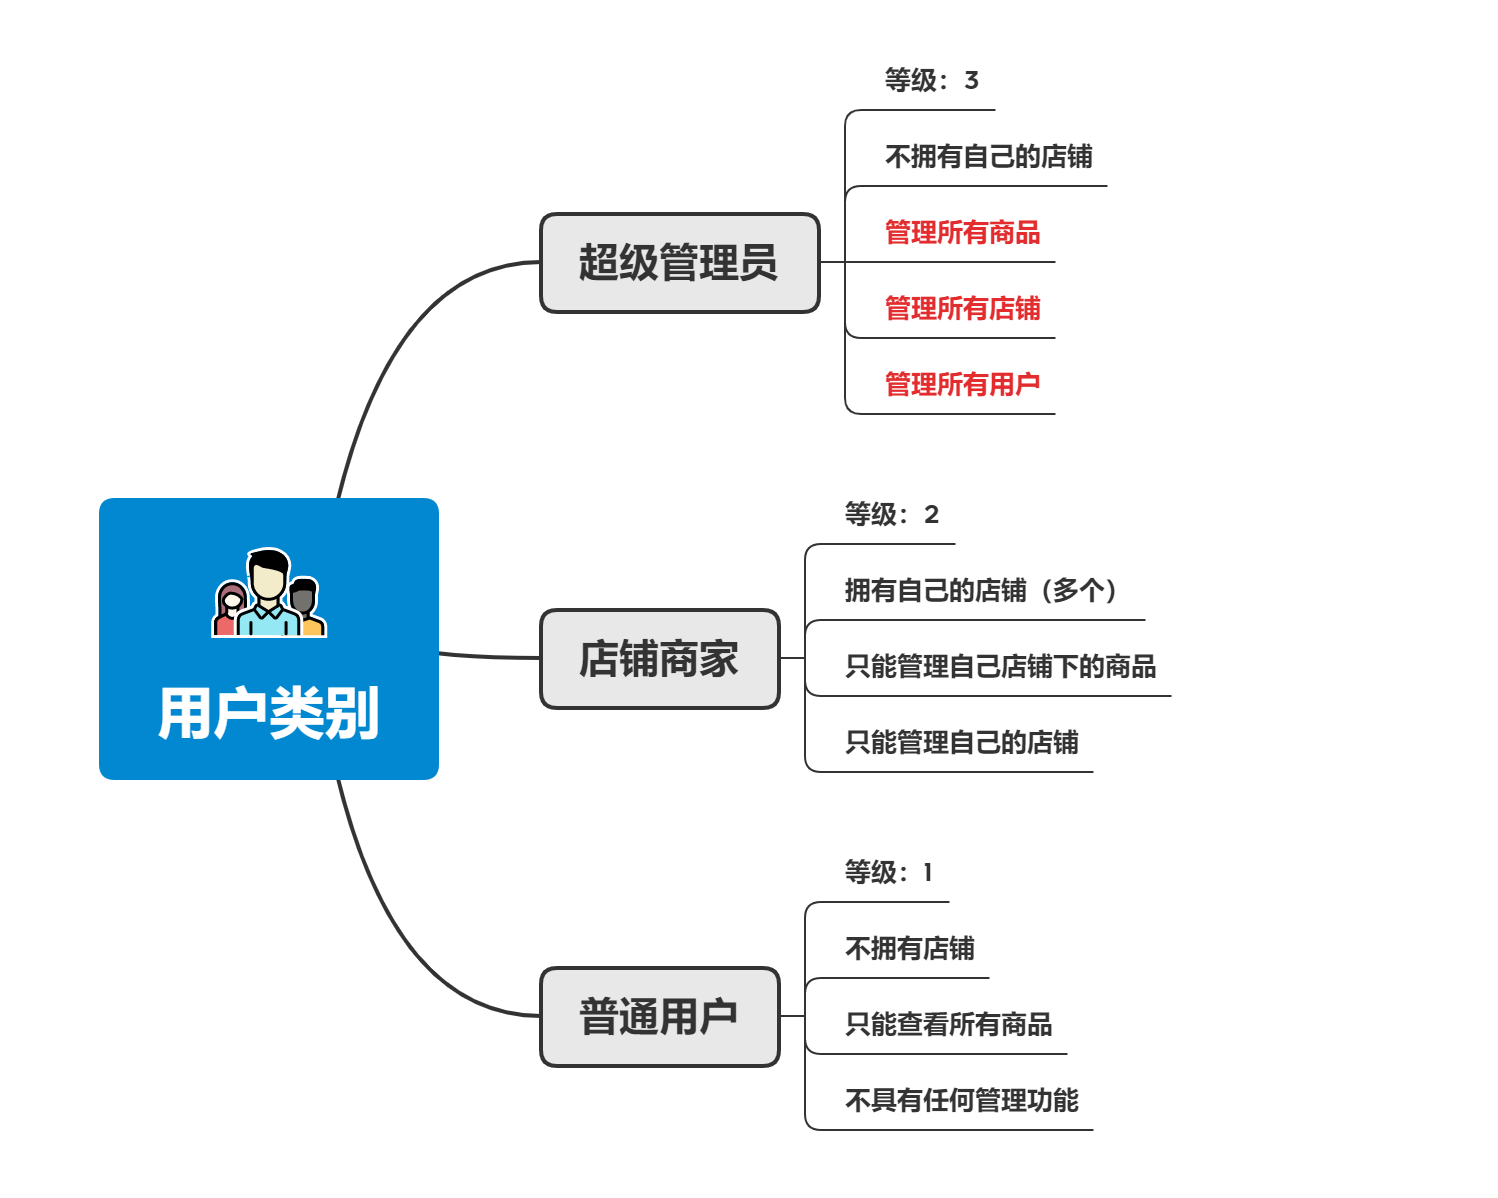 用户类别
超级管理员
等级：3
不拥有自己的店铺
管理所有商品
管理所有店铺
管理所有用户
店铺商家
等级：2
拥有自己的店铺（多个）
只能管理自己店铺下的商品
只能管理自己的店铺
普通用户
等级：1
不拥有店铺
只能查看所有商品
不具有任何管理功能